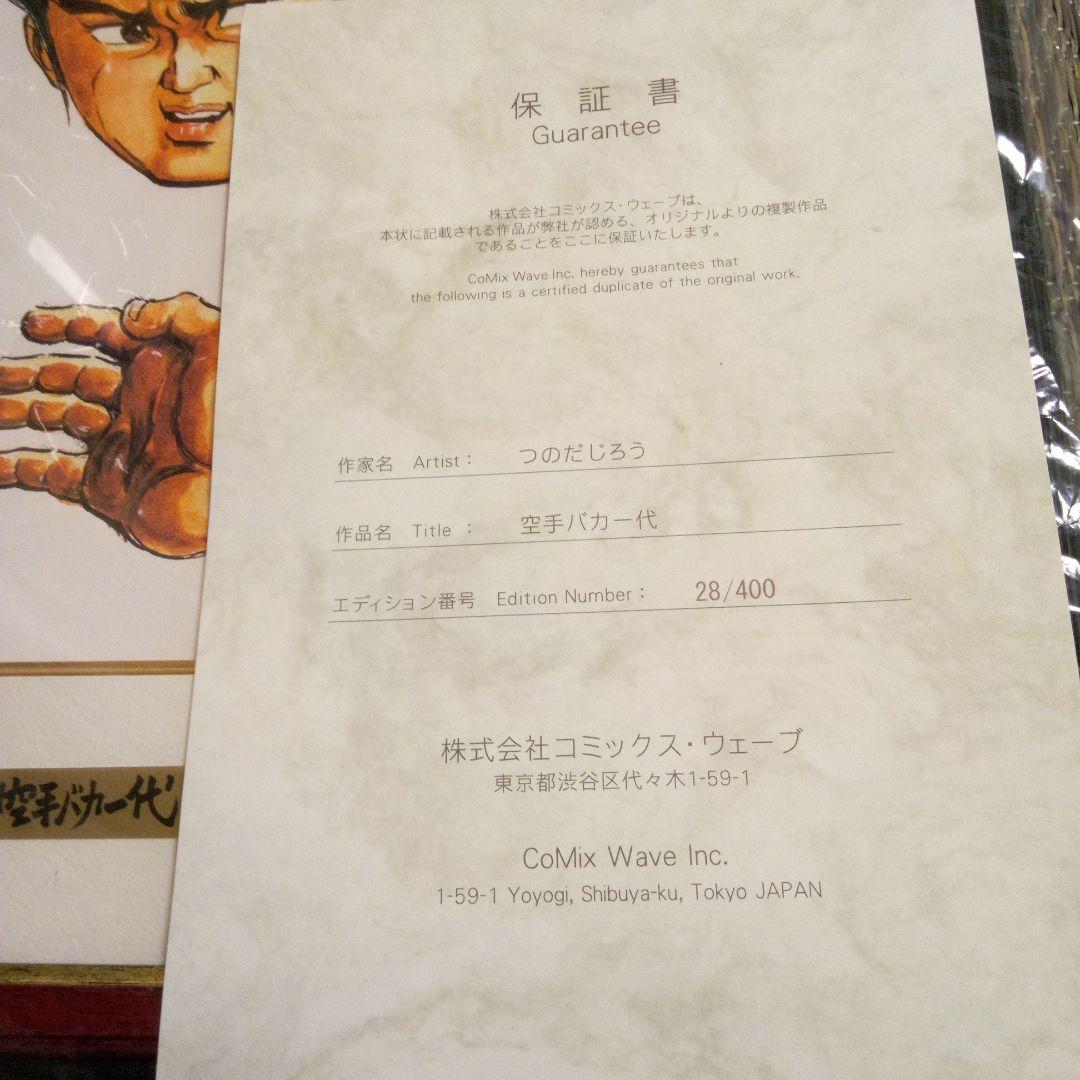 保証書
Guarantee
株式会社コミックス・ウェーブは、
本状に記載される作品が弊社が認める、オリジナルよりの複製作品
であることをここに保証いたします。
CoMix Wave Inc. hereby guarantees that
the following is a certified duplicate of the original work.
作家名 Artist： つのだじろう
作品名 Title ： 空手バカ一代
エディション番号 Edition Number： 28/400
株式会社コミックス・ウェーブ
東京都渋谷区代々木1-59-1
CoMix Wave Inc.
1-59-1 Yoyogi, Shibuya-ku, Tokyo JAPAN
空手バカ一代